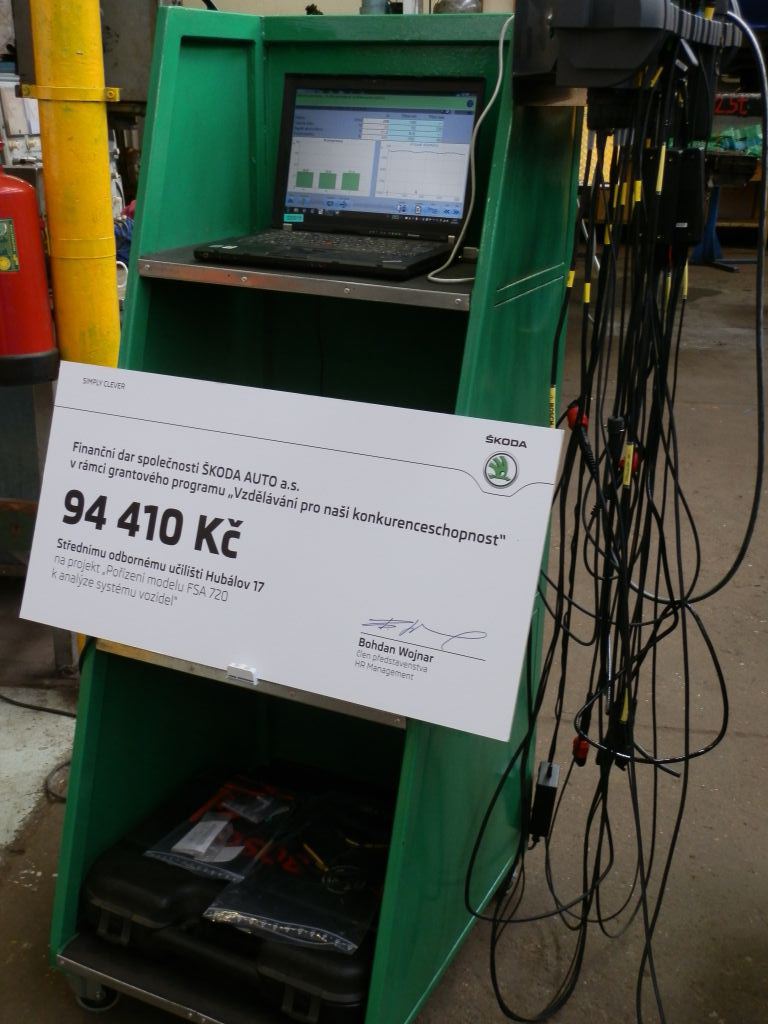 SIMPLY CLEVER
ŠKODA
Finanční dar společnosti ŠKODA AUTO a.s.
v rámci grantového programu „Vzdělávání pro naši konkurenceschopnost"
94 410 Kč
Střednímu odbornému učilišti Hubálov 17
na projekt „Pořízení modelu FSA 720
k analýze systému vozidel"
Bohdan Wojnar
člen představenstva
HR Management